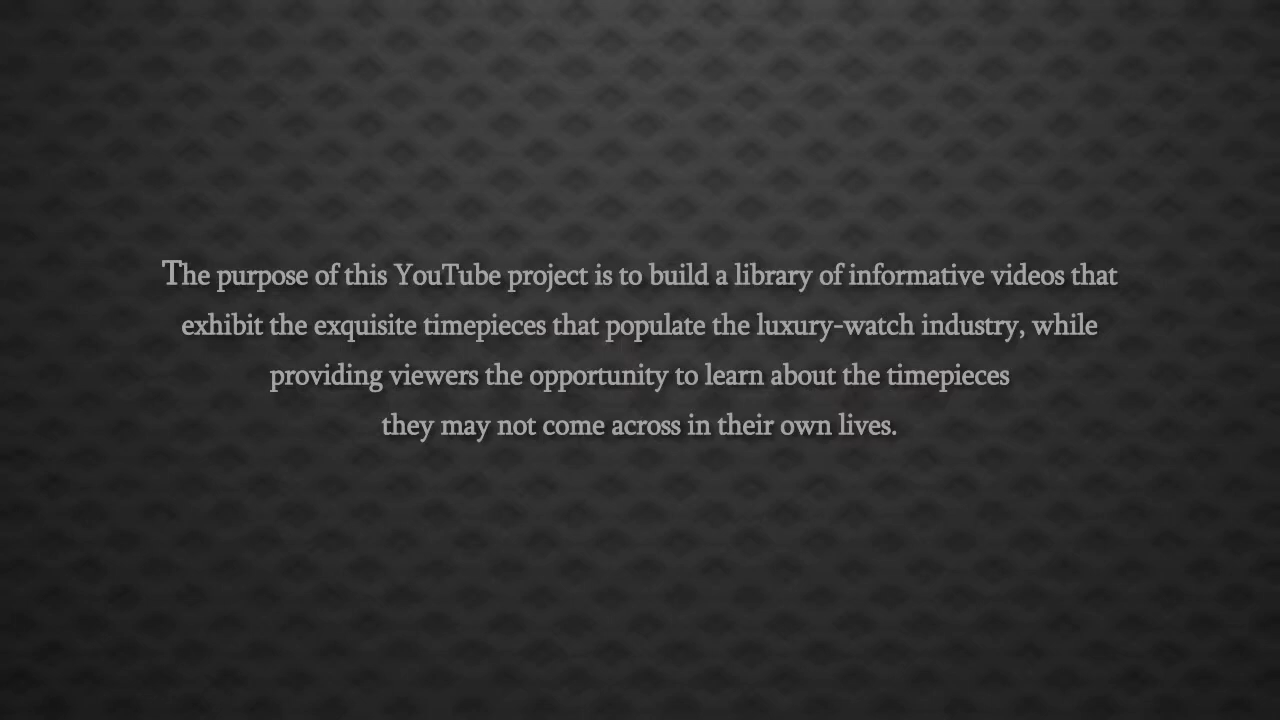 The purpose of this YouTube project is to build a library of informative videos that
exhibit the exquisite timepieces that populate the luxury-watch industry, while
providing viewers the opportunity to learn about the timepieces
they may not come across in their own lives.